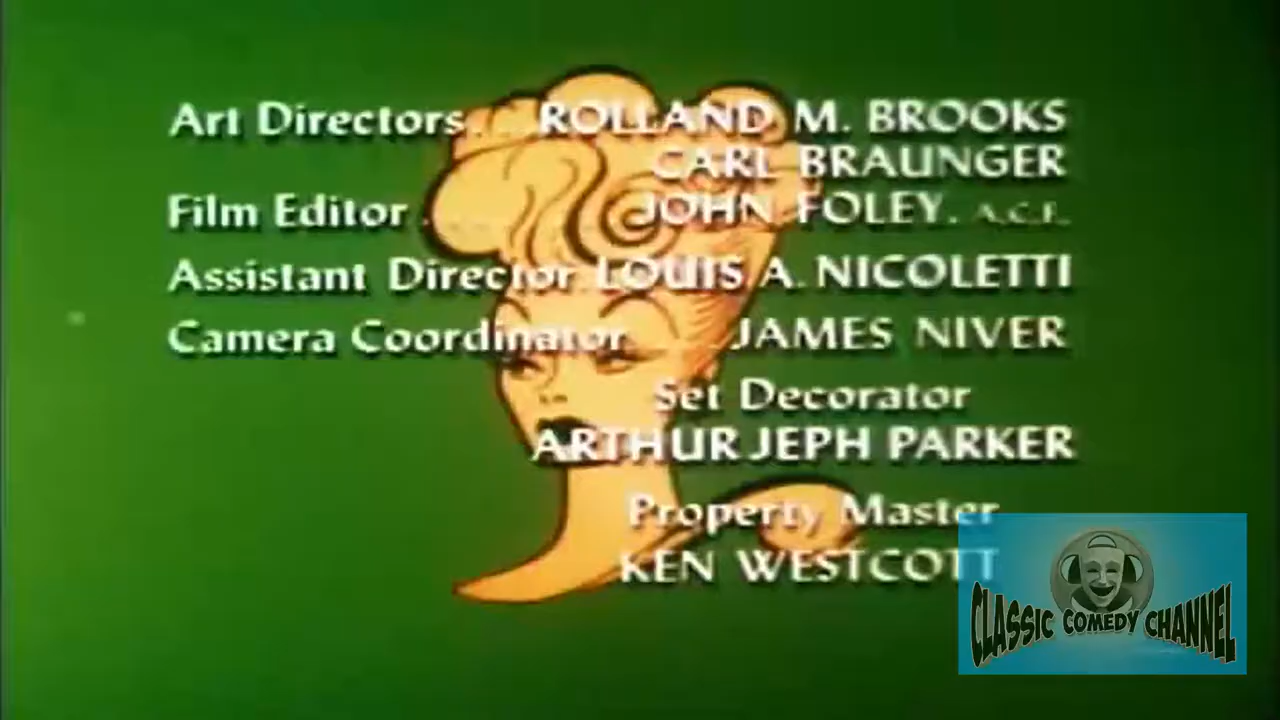 Art Directors... ROLLAND M. BROOKS
CARL BRAUNGER
Film Editor . JOHN FOLEY. A.C.E.
Assistant Director. LOUIS A. NICOLETTI
Camera Coordinator JAMES NIVER
Set Decorator
ARTHUR JEPH PARKER
Property Master
KEN WESTCOTT
CLASSIC COMEDY CHANNEL